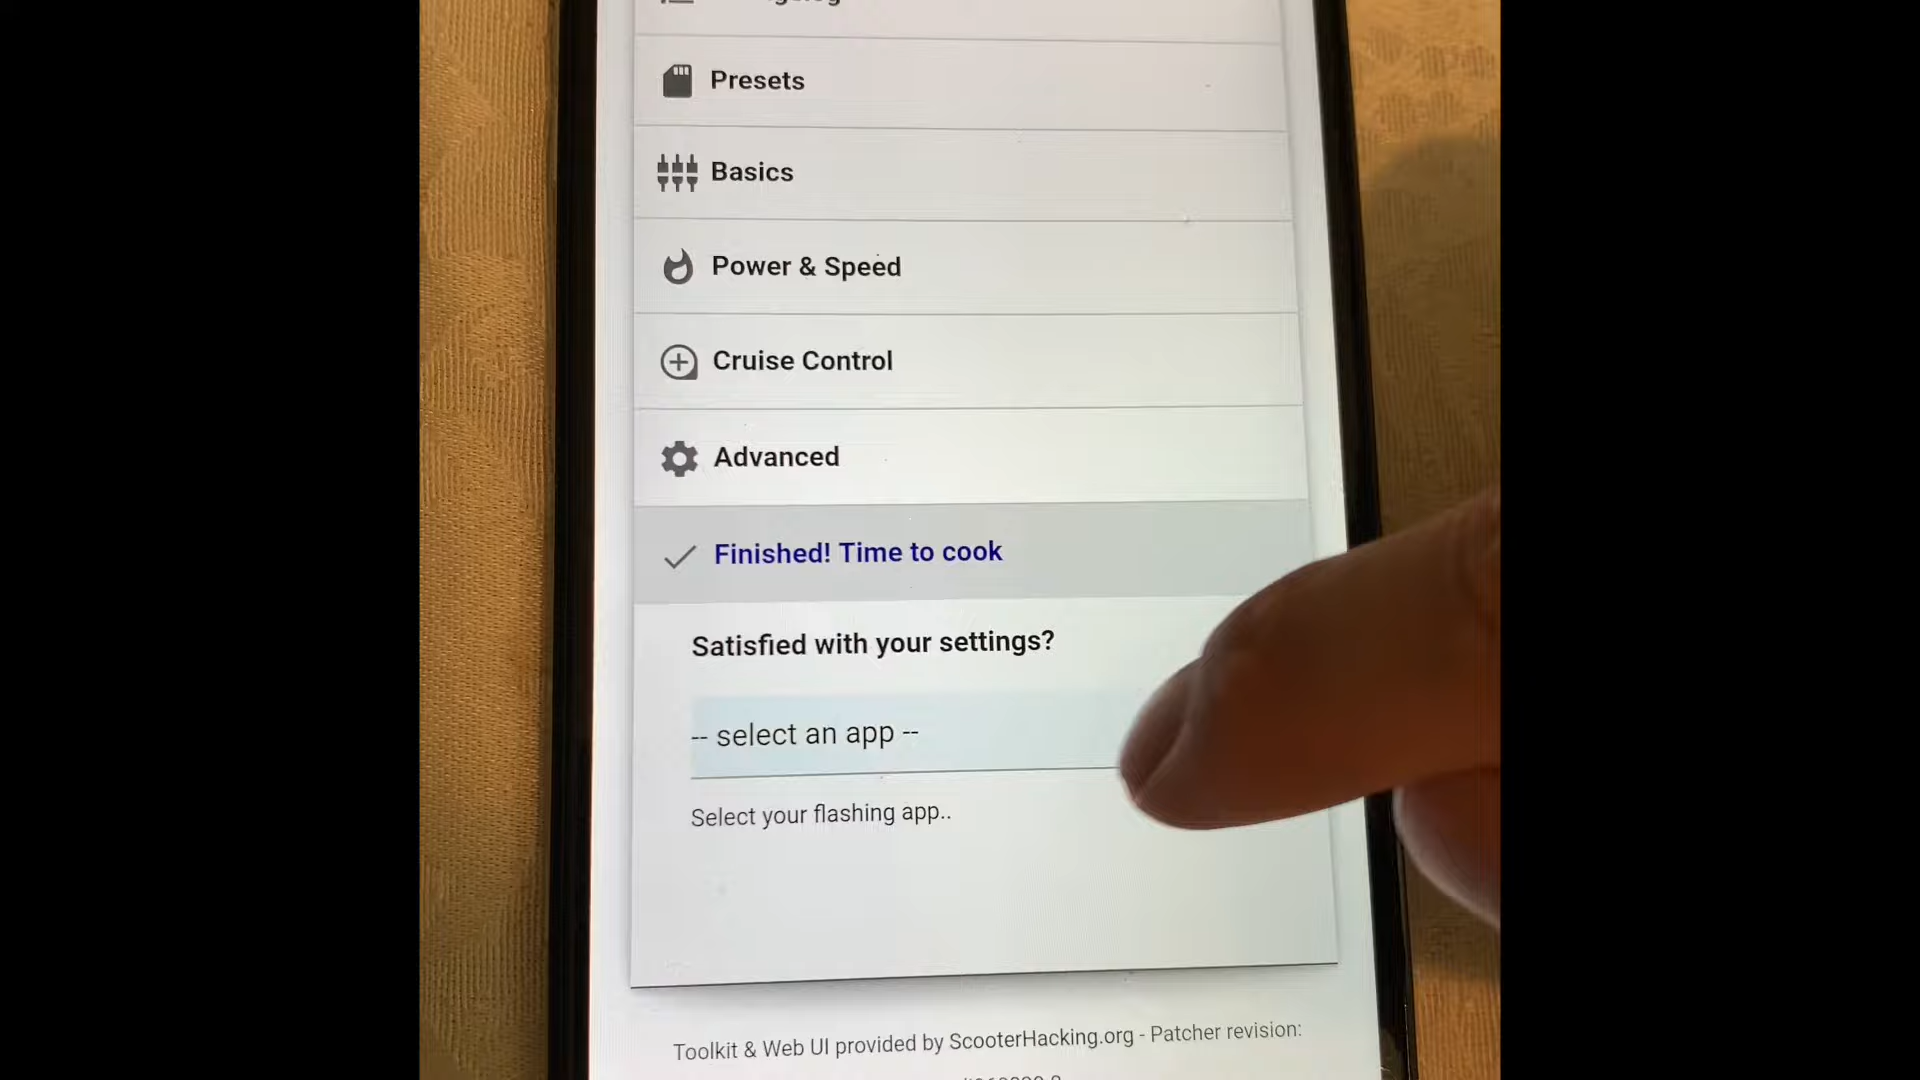 Presets
Basics
Power & Speed
Cruise Control
Advanced
Finished! Time to cook
Satisfied with your settings?
-- select an app --
Select your flashing app..
Toolkit & Web UI provided by ScooterHacking.org - Patcher revision: